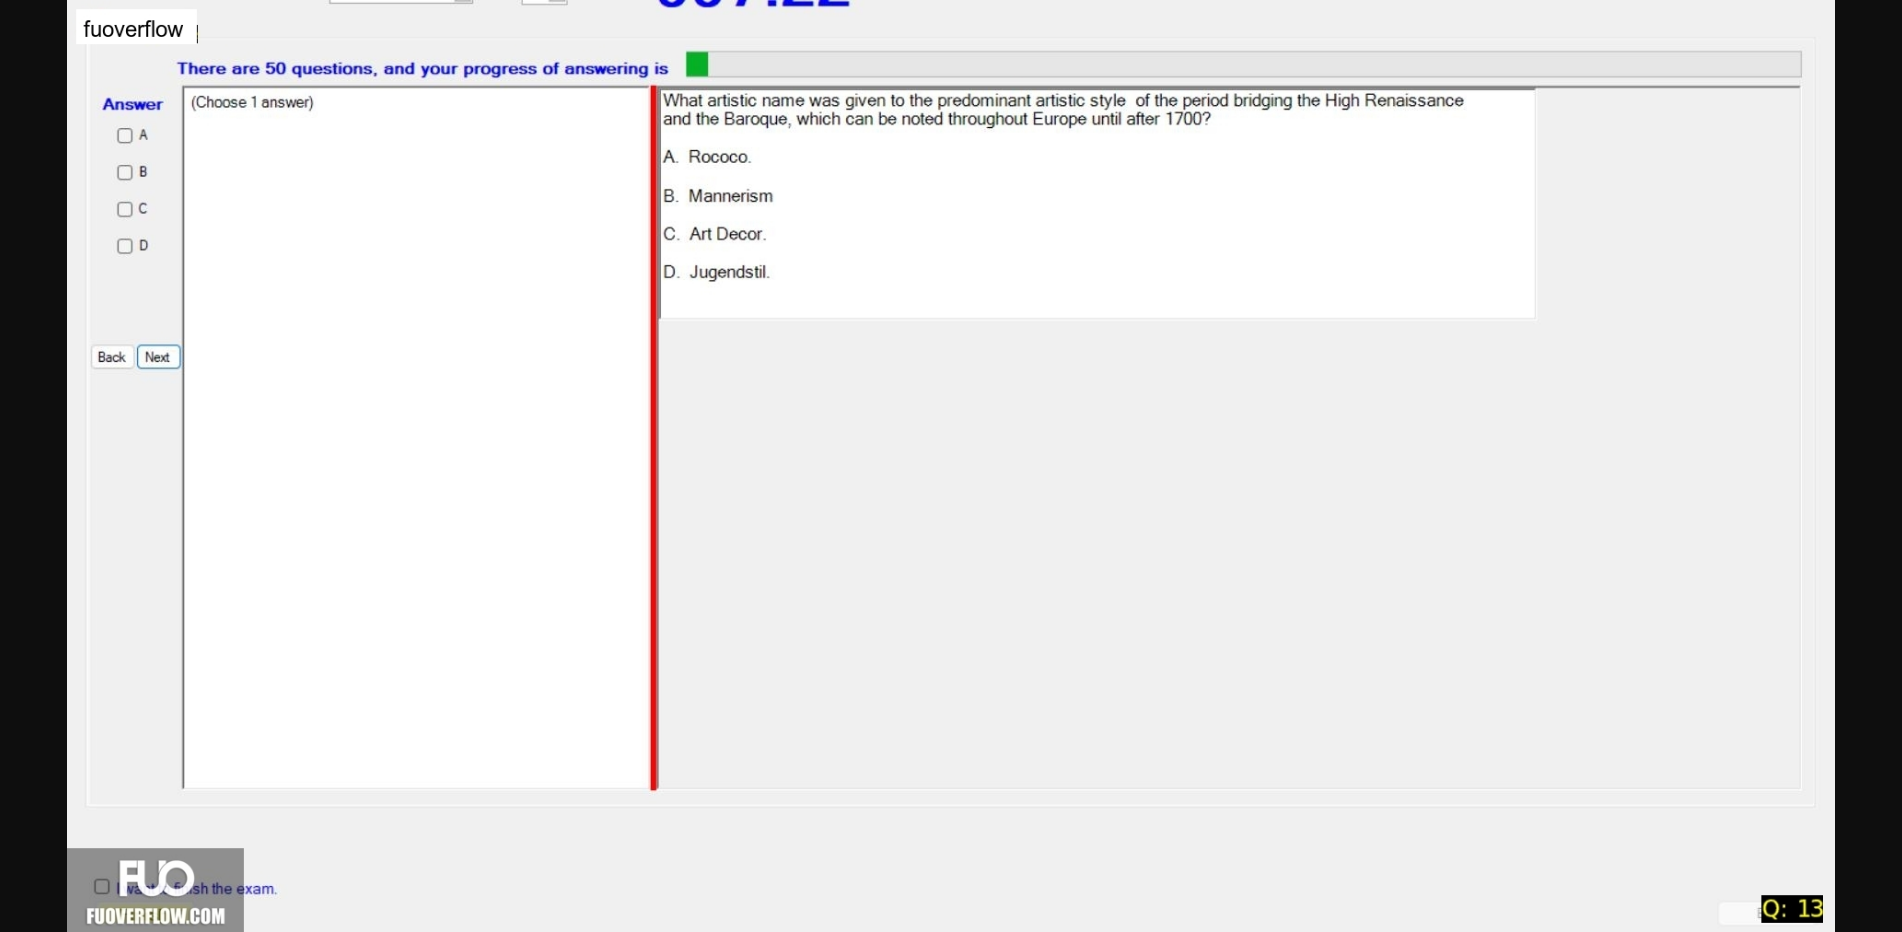 fuoverflow
There are 50 questions, and your progress of answering is
Answer
(Choose 1 answer)
A
B
C
D
Back
Next
What artistic name was given to the predominant artistic style of the period bridging the High Renaissance
and the Baroque, which can be noted throughout Europe until after 1700?
A. Rococo.
B. Mannerism
C. Art Decor.
D. Jugendstil.
FUO
the exam.
FUOVERFLOW.COM
Q: 13